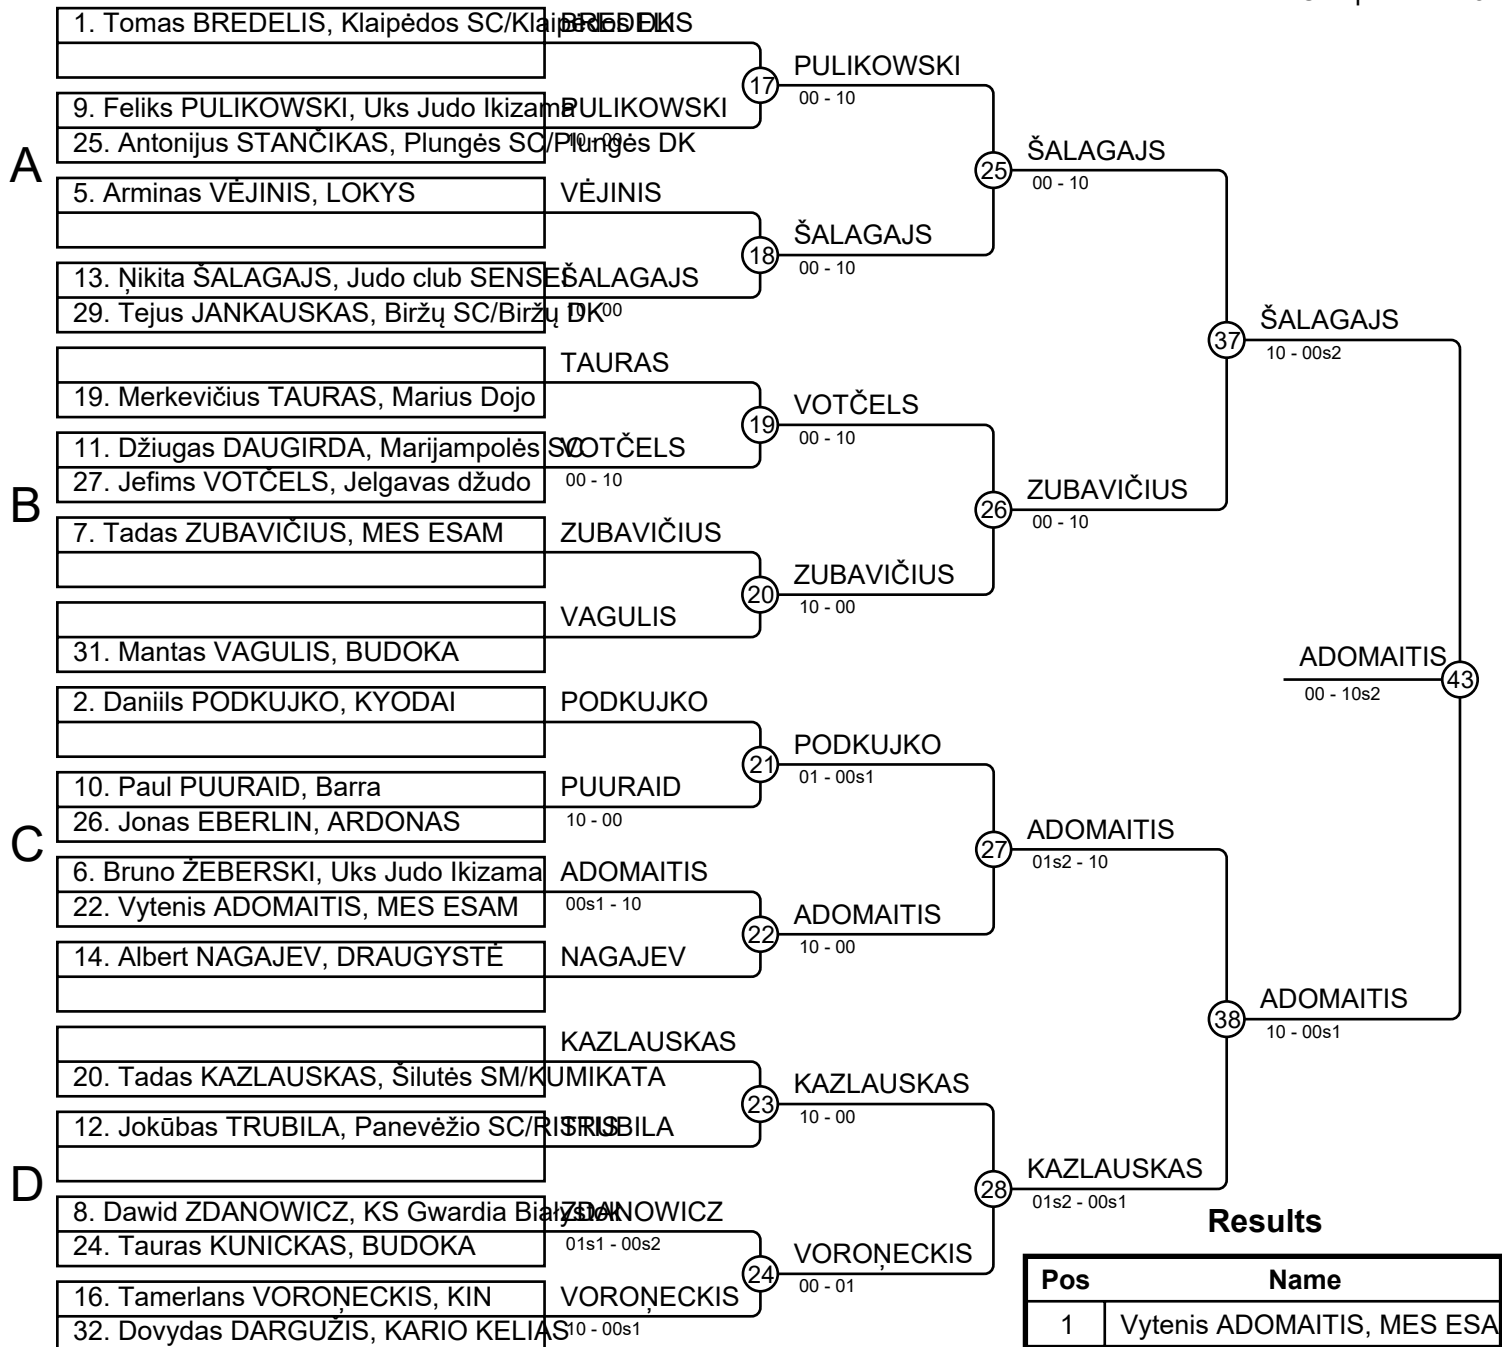 1. Tomas BREDELIS, Klaipėdos SC/Klaipėdos DK
BREDELIS
17
PULIKOWSKI
00 - 10
9. Feliks PULIKOWSKI, Uks Judo Ikizama
PULIKOWSKI
25. Antonijus STANČIKAS, Plungės SC/Plungės DK
10 - 00
A
25
ŠALAGAJS
00 - 10
5. Arminas VĖJINIS, LOKYS
VĖJINIS
18
ŠALAGAJS
00 - 10
13. Ņikita ŠALAGAJS, Judo club SENSEI
ŠALAGAJS
29. Tejus JANKAUSKAS, Biržų SC/Biržų DK
10 - 00
37
ŠALAGAJS
10 - 00s2
TAURAS
19. Merkevičius TAURAS, Marius Dojo
19
VOTČELS
00 - 10
11. Džiugas DAUGIRDA, Marijampolės SC
VOTČELS
27. Jefims VOTČELS, Jelgavas džudo
00 - 10
B
26
ZUBAVIČIUS
00 - 10
7. Tadas ZUBAVIČIUS, MES ESAM
ZUBAVIČIUS
20
ZUBAVIČIUS
10 - 00
VAGULIS
31. Mantas VAGULIS, BUDOKA
ADOMAITIS
43
00 - 10s2
2. Daniils PODKUJKO, KYODAI
PODKUJKO
21
PODKUJKO
01 - 00s1
10. Paul PUURAID, Barra
PUURAID
26. Jonas EBERLIN, ARDONAS
10 - 00
C
27
ADOMAITIS
01s2 - 10
6. Bruno ŻEBERSKI, Uks Judo Ikizama
ADOMAITIS
22. Vytenis ADOMAITIS, MES ESAM
00s1 - 10
22
ADOMAITIS
10 - 00
14. Albert NAGAJEV, DRAUGYSTĖ
NAGAJEV
38
ADOMAITIS
10 - 00s1
KAZLAUSKAS
20. Tadas KAZLAUSKAS, Šilutės SM/KUMIKATA
23
KAZLAUSKAS
10 - 00
12. Jokūbas TRUBILA, Panevėžio SC/RISTRIS
TRUBILA
D
28
KAZLAUSKAS
01s2 - 00s1
8. Dawid ZDANOWICZ, KS Gwardia Białystok
ZDANOWICZ
24. Tauras KUNICKAS, BUDOKA
01s1 - 00s2
24
VOROŅECKIS
00 - 01
16. Tamerlans VOROŅECKIS, KIN
VOROŅECKIS
32. Dovydas DARGUŽIS, KARIO KELIAS
10 - 00s1
Results
Pos Name
1 Vytenis ADOMAITIS, MES ESA